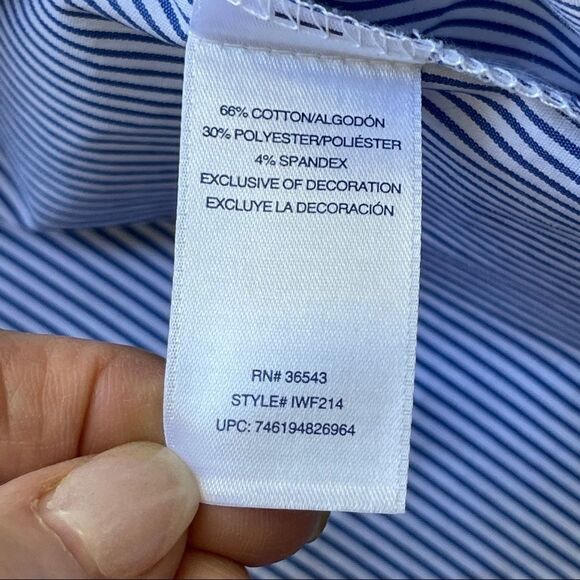 66% COTTON/ALGODÓN
30% POLYESTER/POLIÉSTER
4% SPANDEX
EXCLUSIVE OF DECORATION
EXCLUYE LA DECORACIÓN
RN# 36543
STYLE# IWF214
UPC: 746194826964